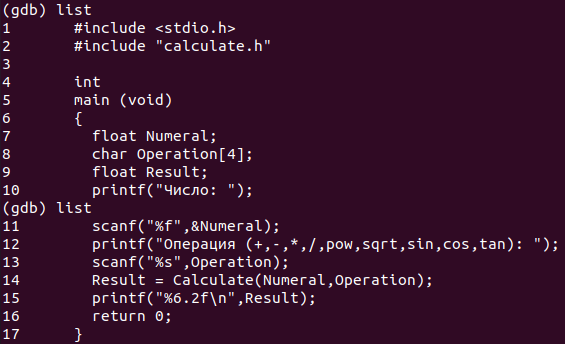 (gdb) list
1       #include <stdio.h>
2       #include "calculate.h"
3
4       int
5       main (void)
6       {
7         float Numeral;
8         char Operation[4];
9         float Result;
10        printf("Число: ");
(gdb) list
11        scanf("%f",&Numeral);
12        printf("Операция (+,-,*,/,pow,sqrt,sin,cos,tan): ");
13        scanf("%s",Operation);
14        Result = Calculate(Numeral,Operation);
15        printf("%6.2f\n",Result);
16        return 0;
17      }